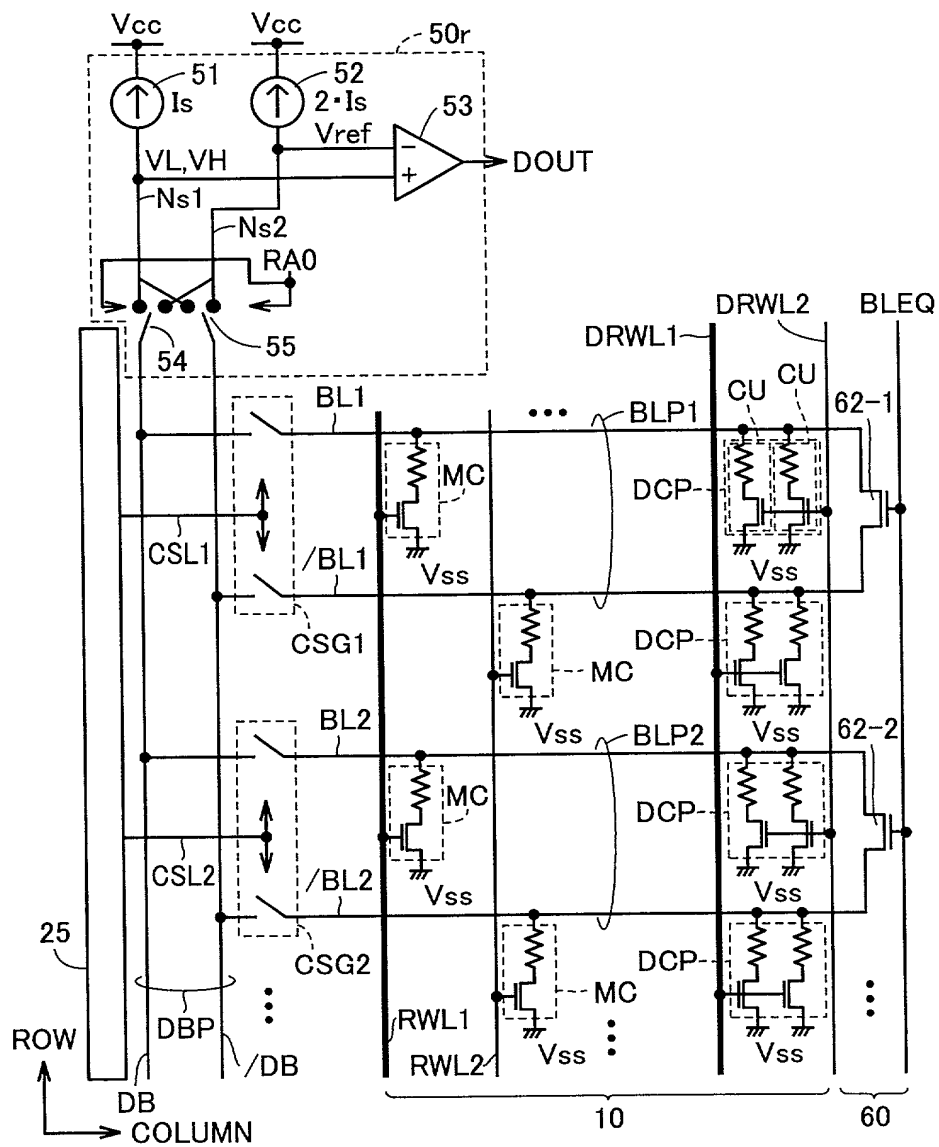 Vcc
Vcc
50r
51
Is
52
2·Is
53
Vref
VL,VH
DOUT
Ns1
Ns2
RA0
54
55
DRWL2
BLEQ
DRWL1
CU
CU
62-1
BL1
BLP1
MC
DCP
CSL1
Vss
Vss
/BL1
CSG1
DCP
MC
Vss
Vss
BL2
BLP2
62-2
MC
DCP
CSL2
Vss
Vss
/BL2
25
CSG2
DCP
MC
DBP
RWL1
Vss
Vss
ROW
/DB
RWL2
DB
COLUMN
10
60